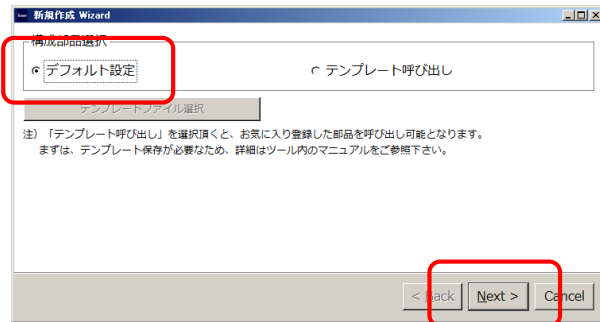 新規作成 Wizard
構成部品選択
デフォルト設定
テンプレート呼び出し
テンプレートファイル選択
注）「テンプレート呼び出し」を選択頂くと、お気に入り登録した部品を呼び出し可能となります。
まずは、テンプレート保存が必要なため、詳細はツール内のマニュアルをご参照下さい。
< Back Next > Cancel